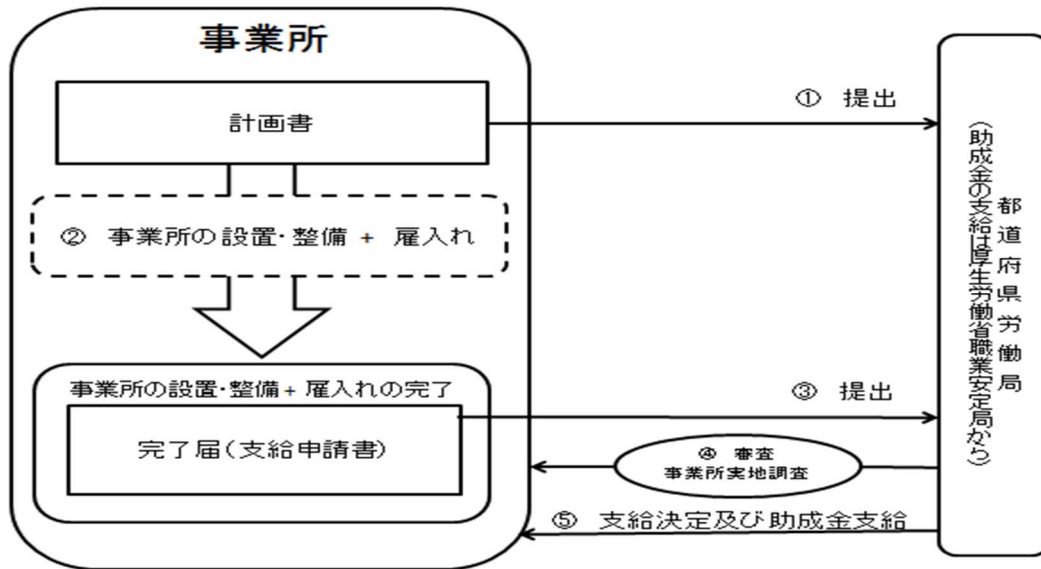 事業所
計画書
① 提出
② 事業所の設置・整備 + 雇入れ
事業所の設置・整備+雇入れの完了
完了届(支給申請書)
③ 提出
④ 審査
事業所実地調査
⑤ 支給決定及び助成金支給
都道府県労働局
(助成金の支給は厚生労働省職業安定局から)